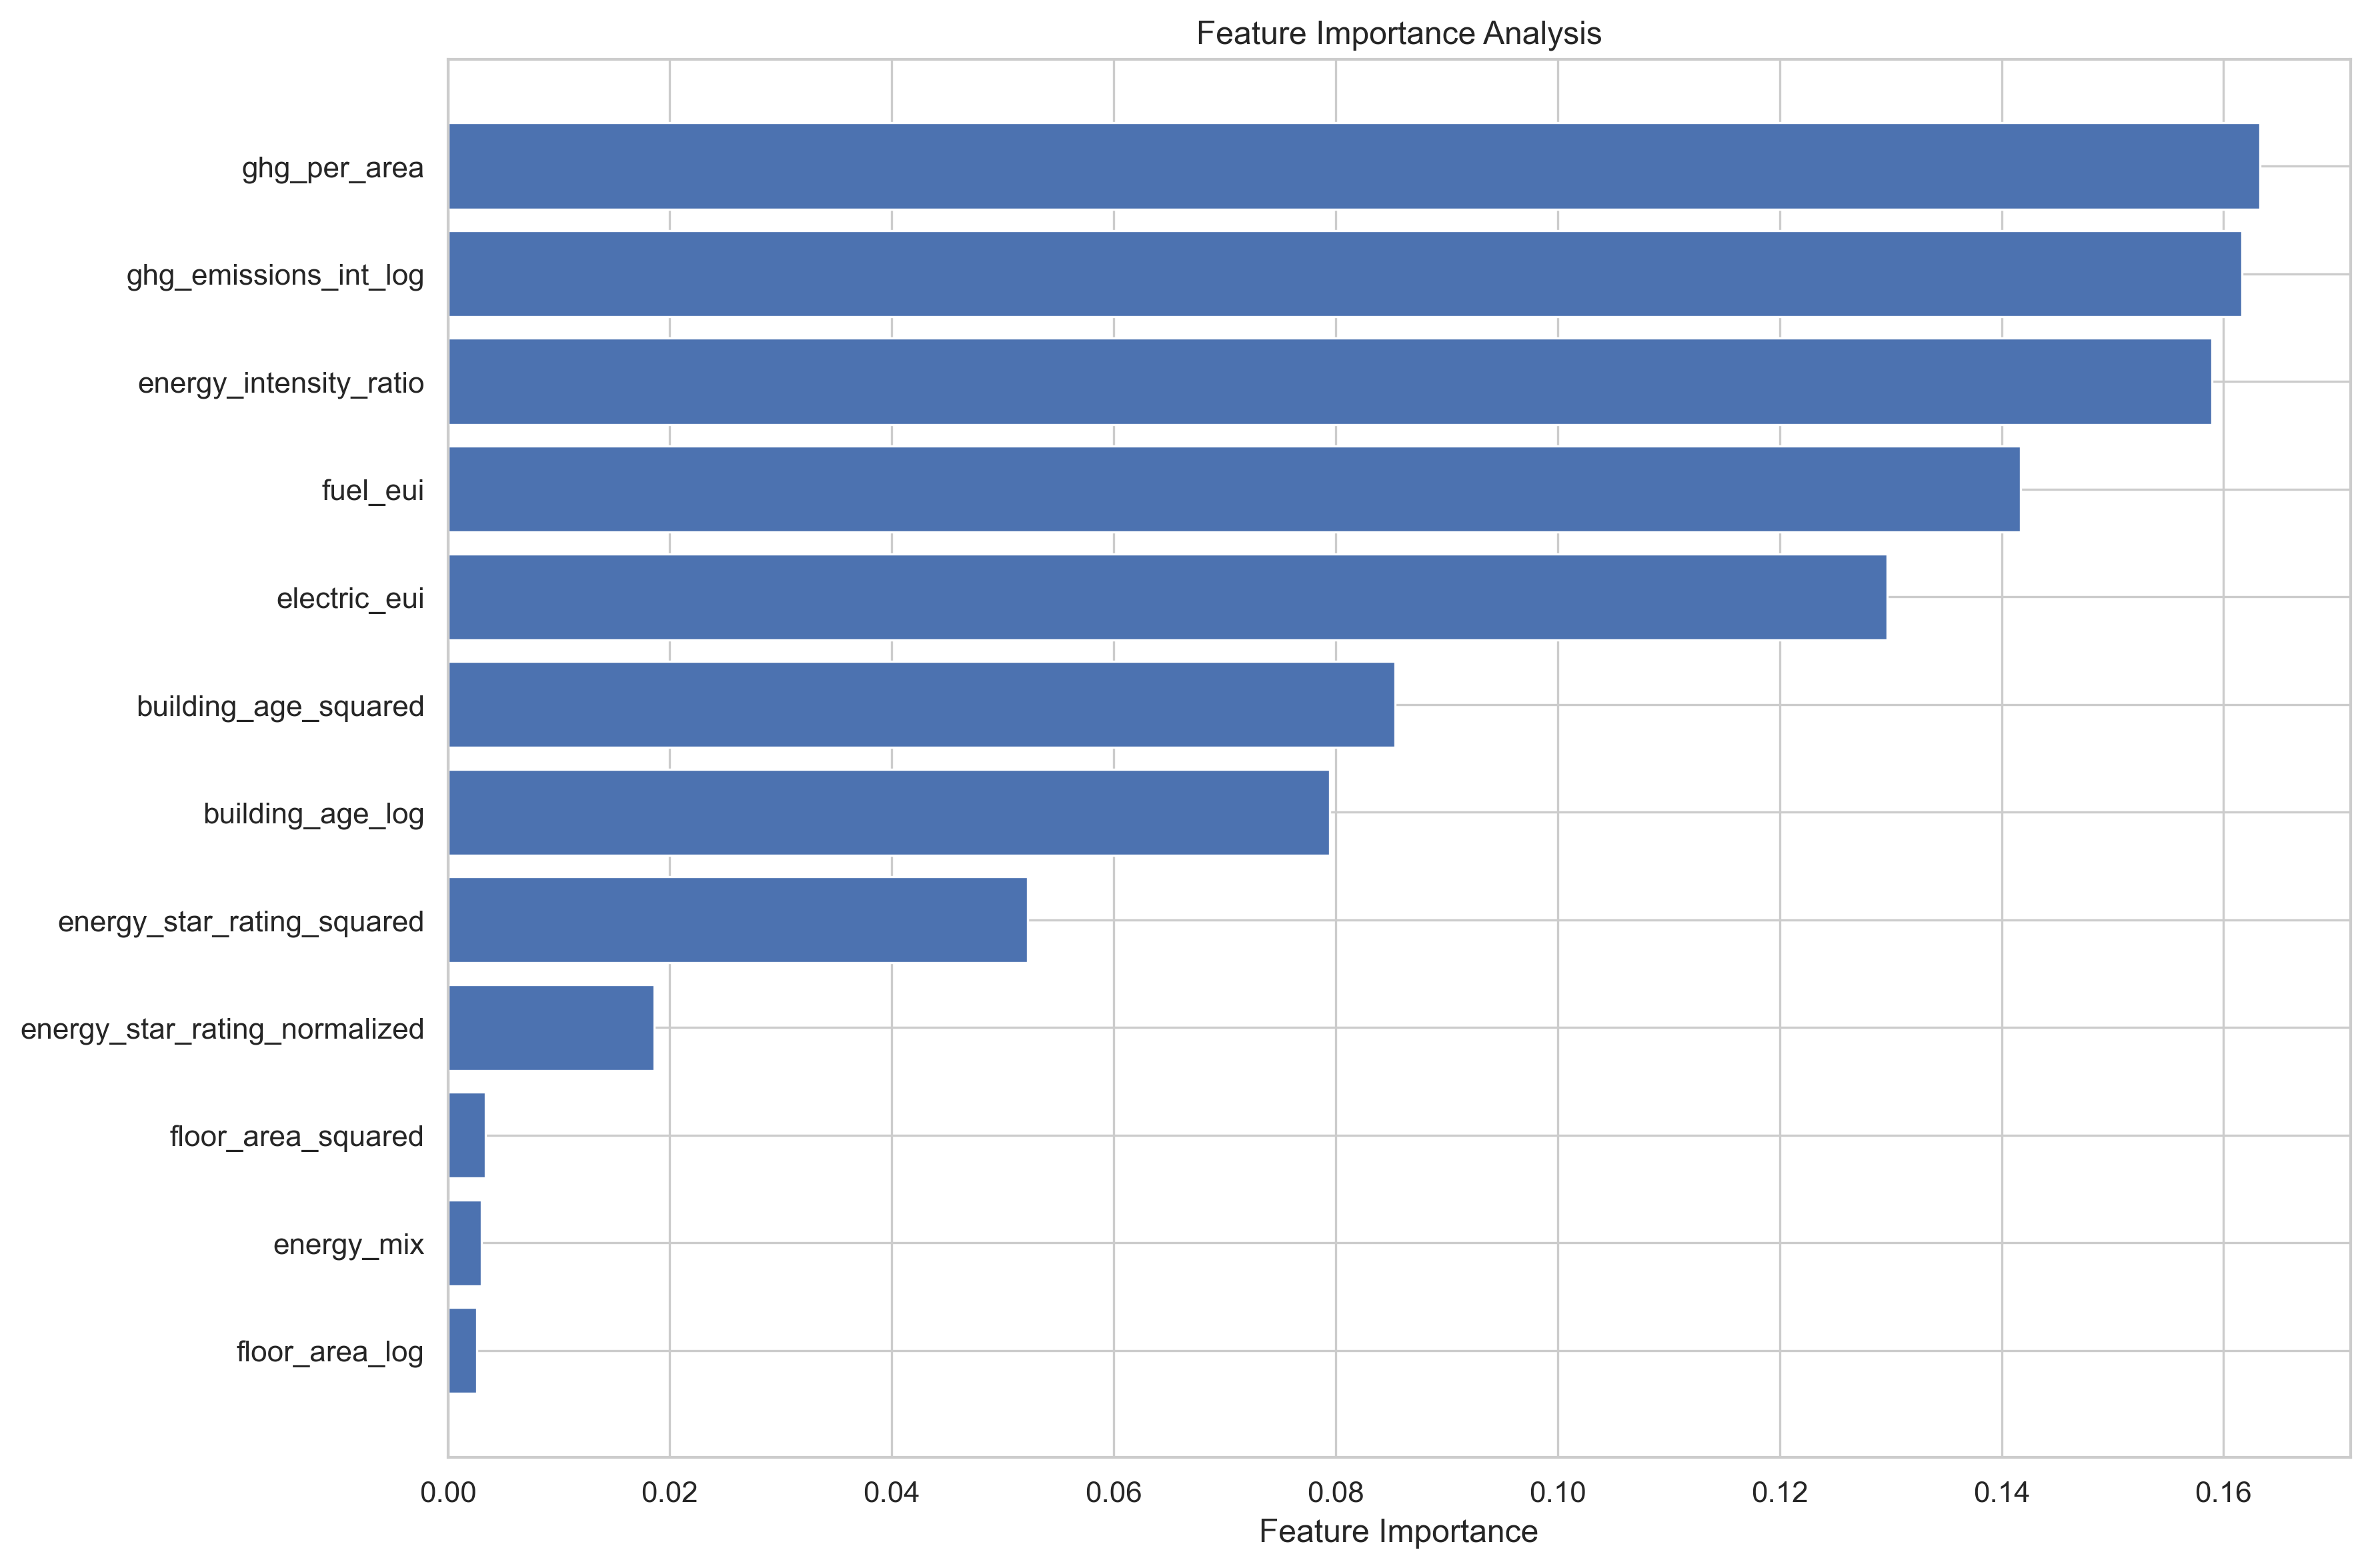 Feature Importance Analysis
ghg_per_area
ghg_emissions_int_log
energy_intensity_ratio
fuel_eui
electric_eui
building_age_squared
building_age_log
energy_star_rating_squared
energy_star_rating_normalized
floor_area_squared
energy_mix
floor_area_log
0.00 0.02 0.04 0.06 0.08 0.10 0.12 0.14 0.16
Feature Importance